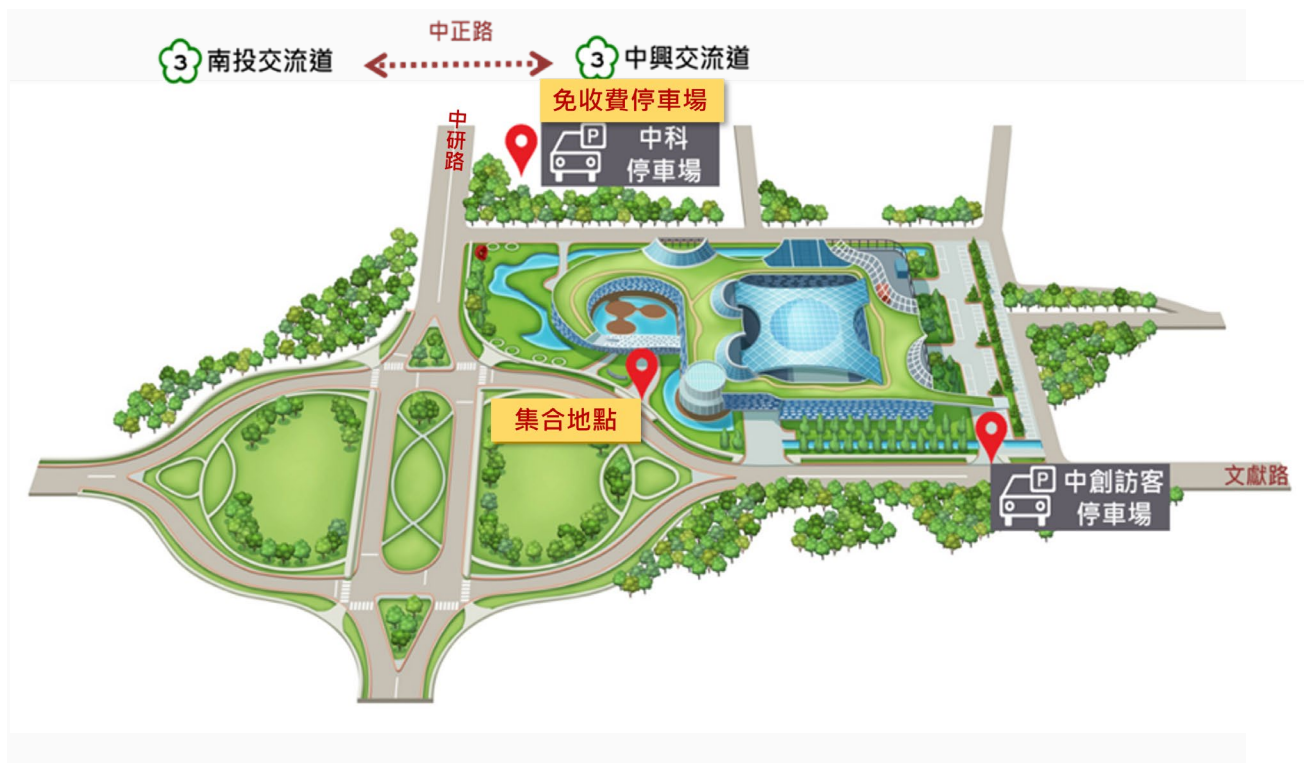 中正路
3 南投交流道
3 中興交流道
免收費停車場
中研路
P 中科
停車場
集合地點
P 中創訪客
停車場
文獻路